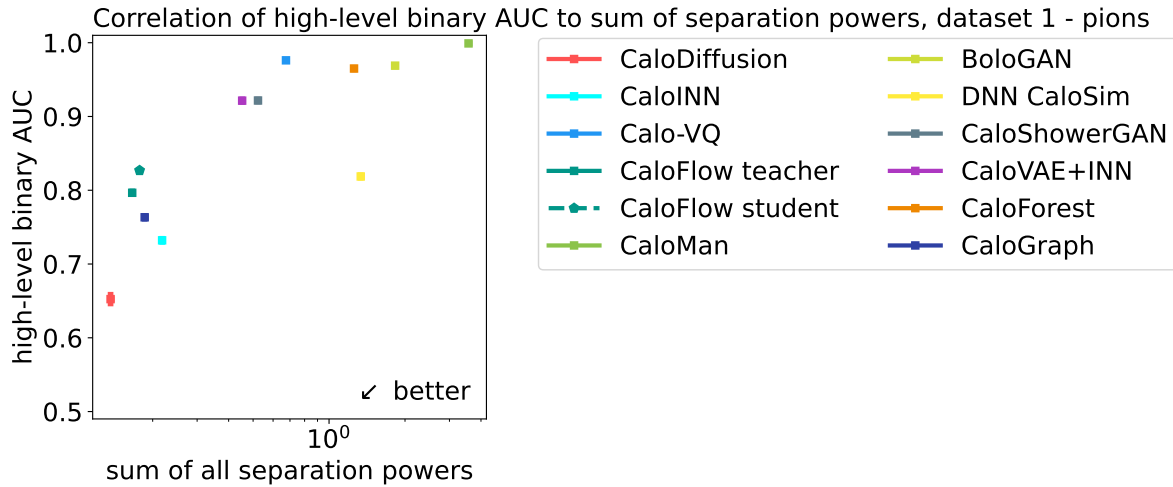 Correlation of high-level binary AUC to sum of separation powers, dataset 1 - pions
high-level binary AUC
1.0
0.9
0.8
0.7
0.6
0.5
↙ better
10⁰
sum of all separation powers
CaloDiffusion
CaloINN
Calo-VQ
CaloFlow teacher
CaloFlow student
CaloMan
BoloGAN
DNN CaloSim
CaloShowerGAN
CaloVAE+INN
CaloForest
CaloGraph